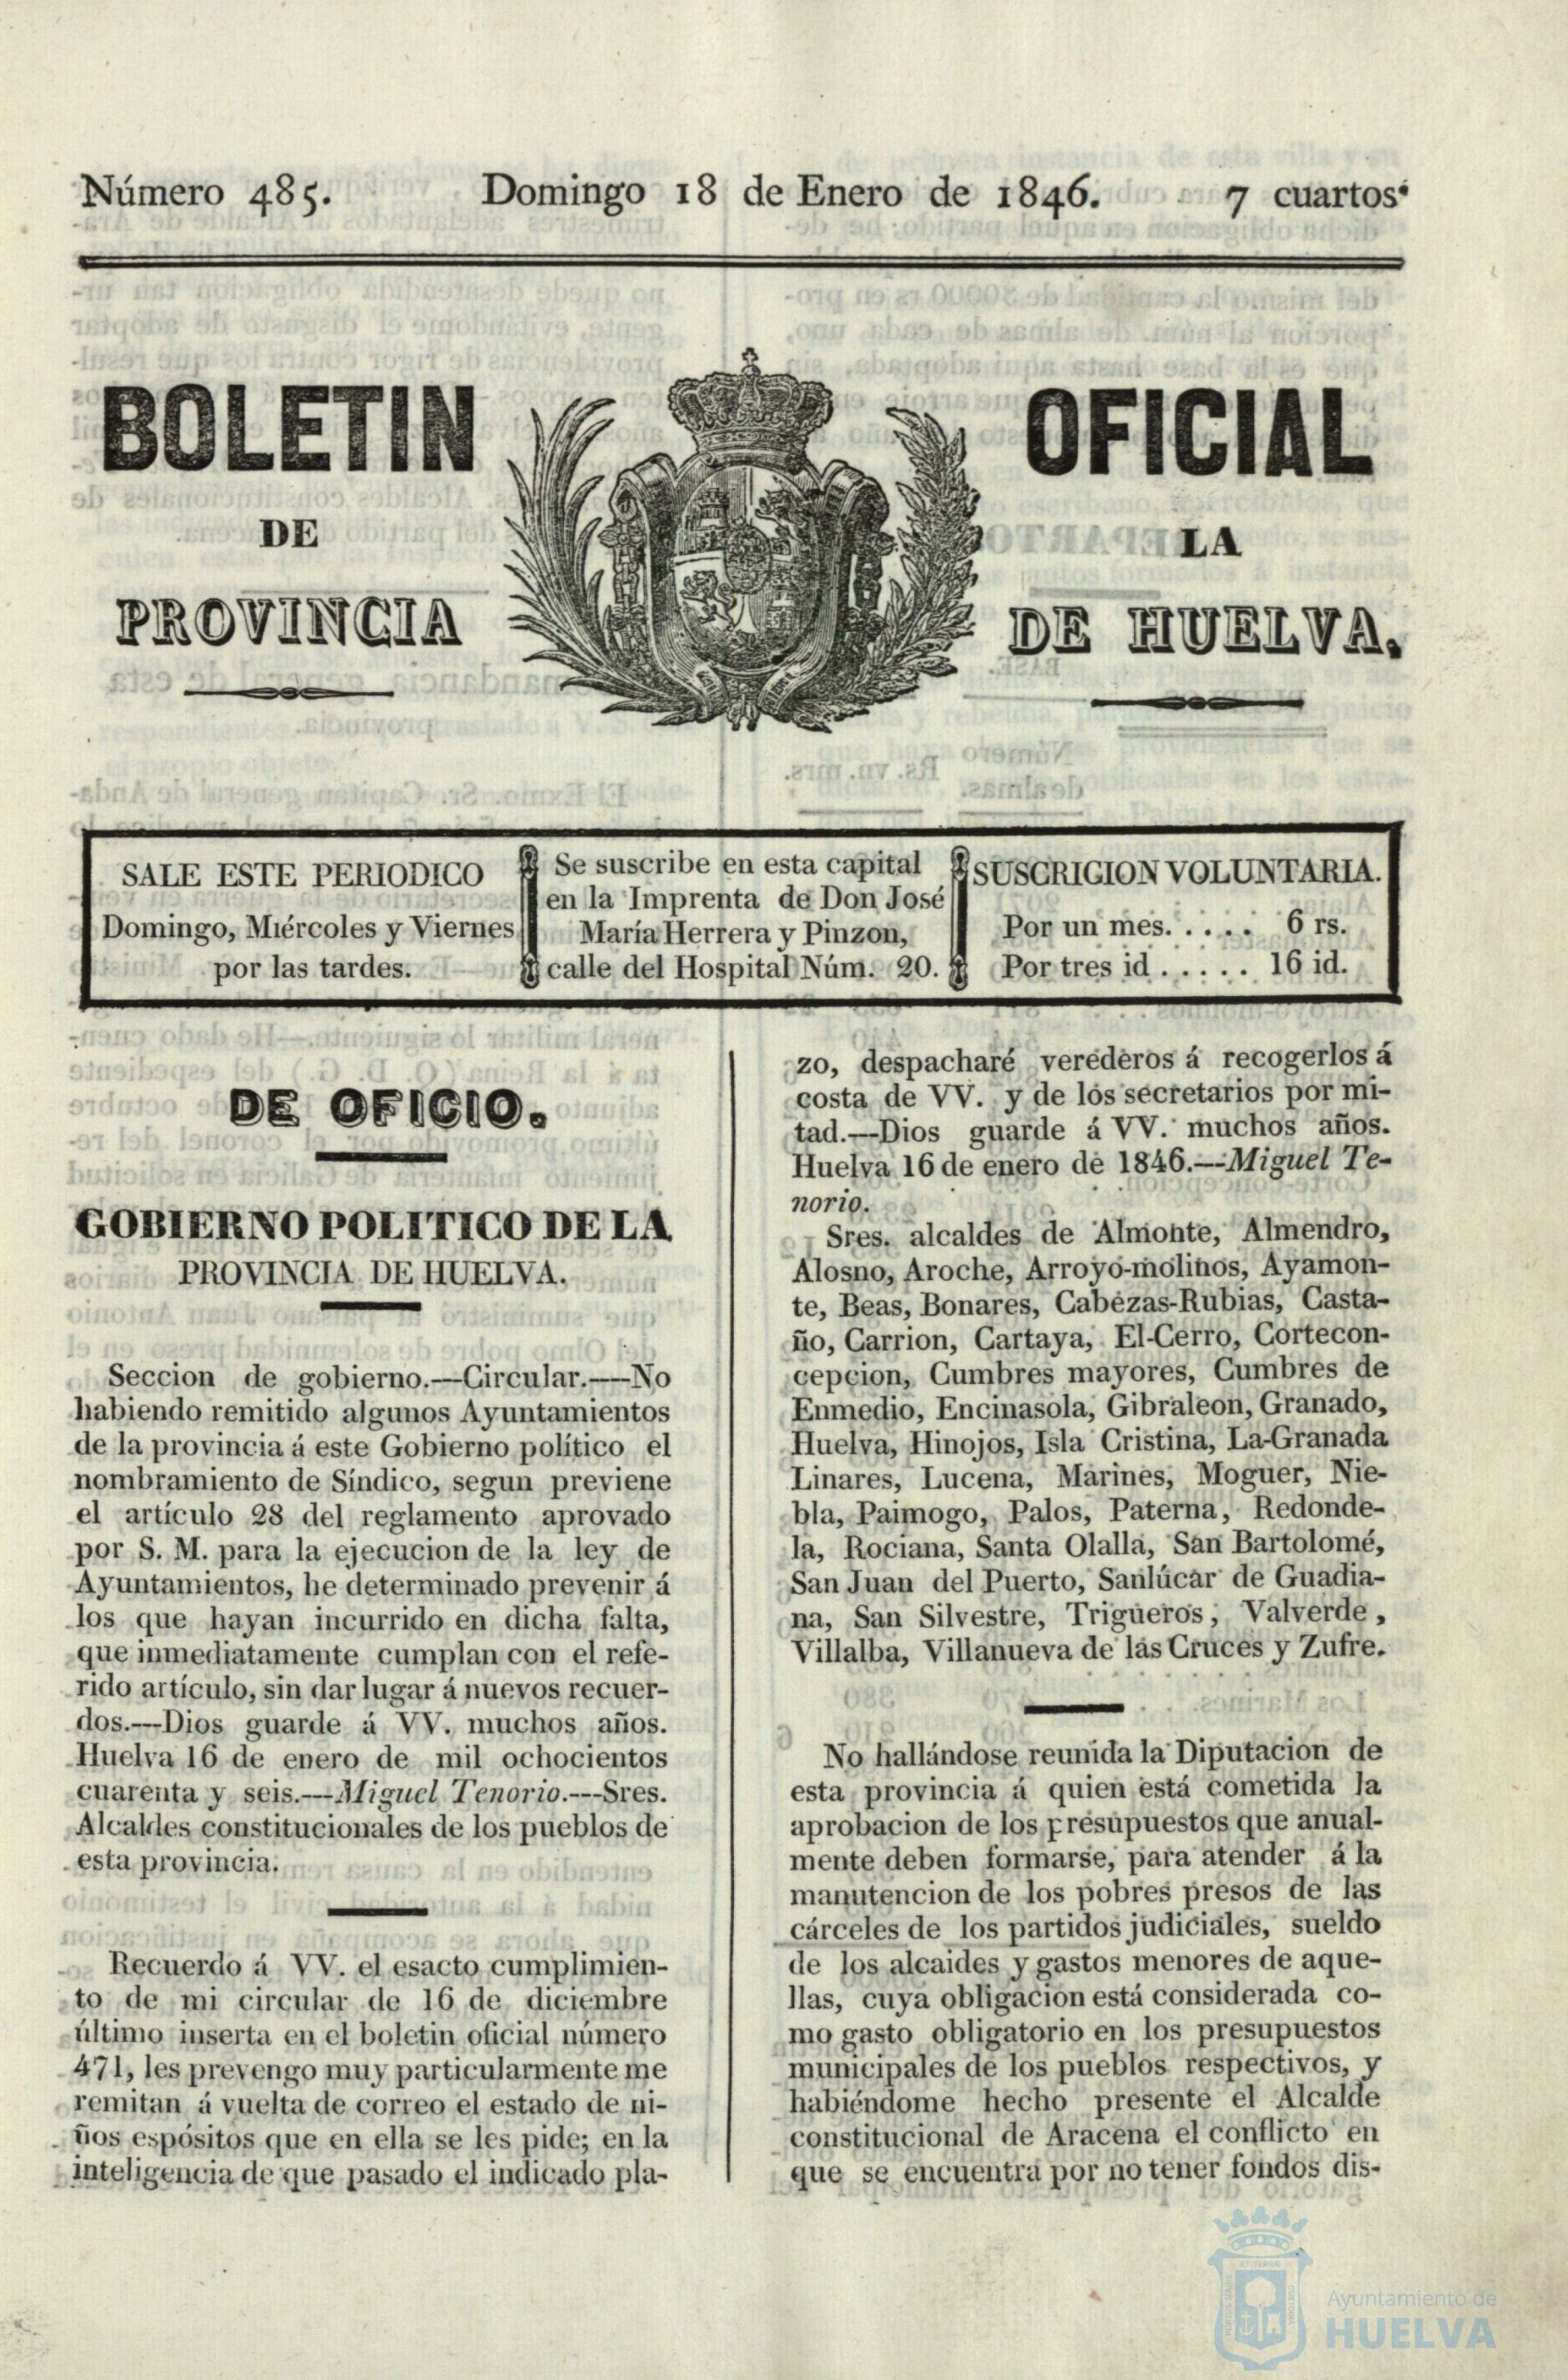 Número 485. Domingo 18 de Enero de 1846. 7 cuartos.
BOLETIN OFICIAL
DE LA
PROVINCIA DE HUELVA.
SALE ESTE PERIODICO
Domingo, Miércoles y Viernes
por las tardes.
Se suscribe en esta capital
en la Imprenta de Don José
María Herrera y Pinzon,
calle del Hospital Núm. 20.
SUSCRIGION VOLUNTARIA.
Por un mes. . . . . 6 rs.
Por tres id . . . . . 16 id.
DE OFICIO.
GOBIERNO POLITICO DE LA
PROVINCIA DE HUELVA.
Seccion de gobierno.—Circular.—No
habiendo remitido algunos Ayuntamientos
de la provincia á este Gobierno político el
nombramiento de Síndico, segun previene
el artículo 28 del reglamento aprovado
por S. M. para la ejecucion de la ley de
Ayuntamientos, he determinado prevenir á
los que hayan incurrido en dicha falta,
que inmediatamente cumplan con el refe-
rido artículo, sin dar lugar á nuevos recuer-
dos.—Dios guarde á VV. muchos años.
Huelva 16 de enero de mil ochocientos
cuarenta y seis.—Miguel Tenorio.—Sres.
Alcaldes constitucionales de los pueblos de
esta provincia.
Recuerdo á VV. el esacto cumplimien-
to de mi circular de 16 de diciembre
último inserta en el boletin oficial número
471, les prevengo muy particularmente me
remitan á vuelta de correo el estado de ni-
ños espósitos que en ella se les pide; en la
inteligencia de que pasado el indicado pla-
zo, despacharé verederos á recogerlos á
costa de VV. y de los secretarios por mi-
tad.—Dios guarde á VV. muchos años.
Huelva 16 de enero de 1846.—Miguel Te-
norio.
Sres. alcaldes de Almonte, Almendro,
Alosno, Aroche, Arroyo-molinos, Ayamon-
te, Beas, Bonares, Cabezas-Rubias, Casta-
ño, Carrion, Cartaya, El-Cerro, Cortecon-
cepcion, Cumbres mayores, Cumbres de
Enmedio, Encinasola, Gibraleon, Granado,
Huelva, Hinojos, Isla Cristina, La-Granada
Linares, Lucena, Marines, Moguer, Nie-
bla, Paimogo, Palos, Paterna, Redonde-
la, Rociana, Santa Olalla, San Bartolomé,
San Juan del Puerto, Sanlúcar de Guadia-
na, San Silvestre, Trigueros, Valverde,
Villalba, Villanueva de las Cruces y Zufre.
No hallándose reunida la Diputacion de
esta provincia á quien está cometida la
aprobacion de los presupuestos que anual-
mente deben formarse, para atender á la
manutencion de los pobres presos de las
cárceles de los partidos judiciales, sueldo
de los alcaides y gastos menores de aque-
llas, cuya obligacion está considerada co-
mo gasto obligatorio en los presupuestos
municipales de los pueblos respectivos, y
habiéndome hecho presente el Alcalde
constitucional de Aracena el conflicto en
que se encuentra por no tener fondos dis-
Ayuntamiento de
HUELVA